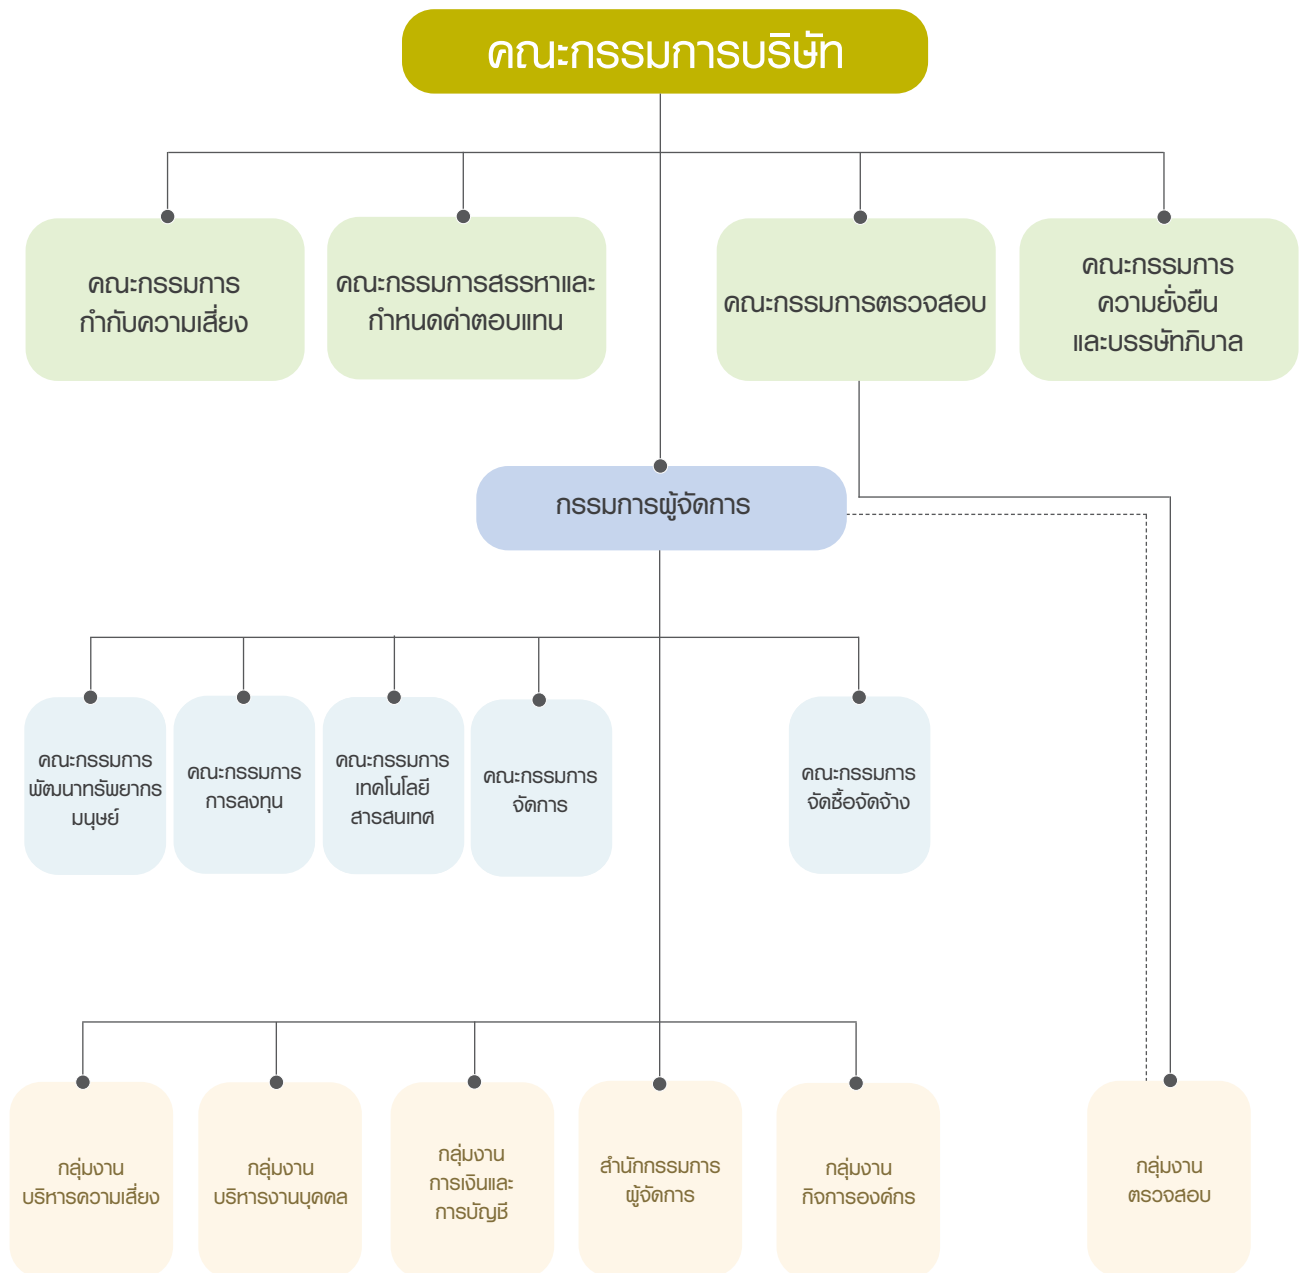 คณะกรรมการบริษัท
คณะกรรมการ
กำกับความเสี่ยง
คณะกรรมการสรรหาและ
กำหนดค่าตอบแทน
คณะกรรมการตรวจสอบ
คณะกรรมการ
ความยั่งยืน
และบรรษัทภิบาล
กรรมการผู้จัดการ
คณะกรรมการ
พัฒนาทรัพยากร
มนุษย์
คณะกรรมการ
การลงทุน
คณะกรรมการ
เทคโนโลยี
สารสนเทศ
คณะกรรมการ
จัดการ
คณะกรรมการ
จัดซื้อจัดจ้าง
กลุ่มงาน
บริหารความเสี่ยง
กลุ่มงาน
บริหารงานบุคคล
กลุ่มงาน
การเงินและ
การบัญชี
สำนักกรรมการ
ผู้จัดการ
กลุ่มงาน
กิจการองค์กร
กลุ่มงาน
ตรวจสอบ